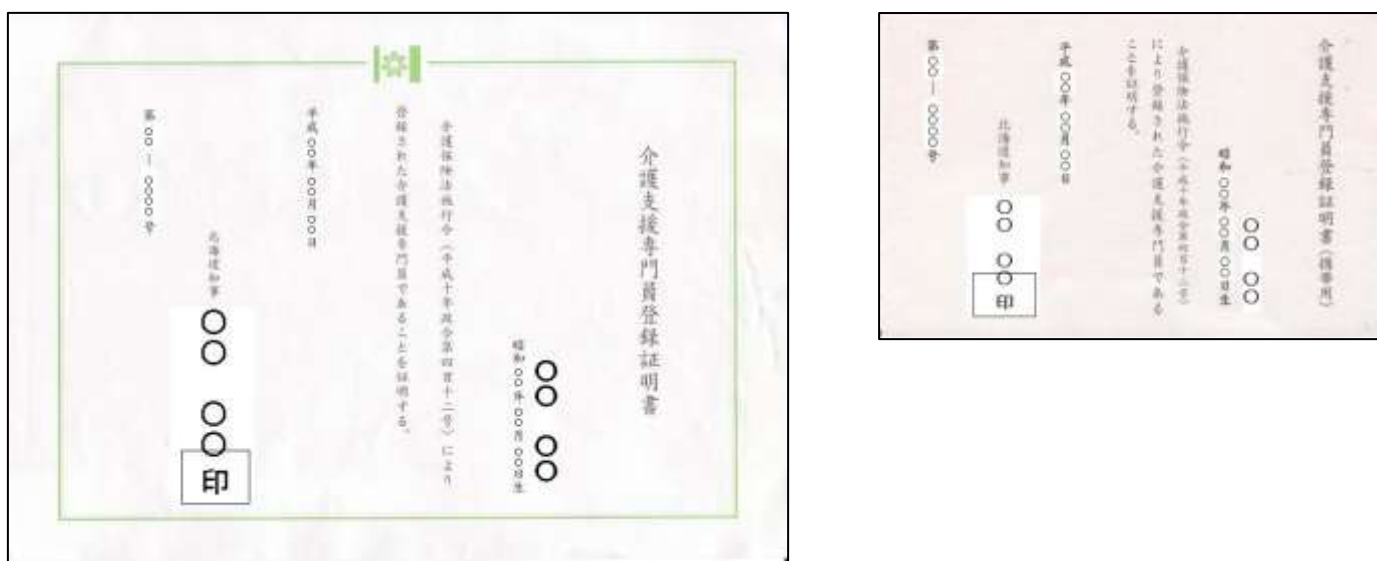 介護支援専門員登録証明書
〇〇 〇〇
昭和 〇〇年 〇〇月 〇〇日生
介護保険法施行令（平成十年政令第四百十二号）により
登録された介護支援専門員であることを証明する。
平成 〇〇年 〇〇月 〇〇日
北海道知事 〇〇 〇〇 印
第 〇〇 ― 〇〇〇〇 号
介護支援専門員登録証明書（携帯用）
〇〇 〇〇
昭和 〇〇年 〇〇月 〇〇日生
介護保険法施行令（平成十年政令第四百十二号）
により登録された介護支援専門員である
ことを証明する。
平成 〇〇年 〇〇月 〇〇日
北海道知事 〇〇 〇〇 印
第 〇〇 ― 〇〇〇〇号